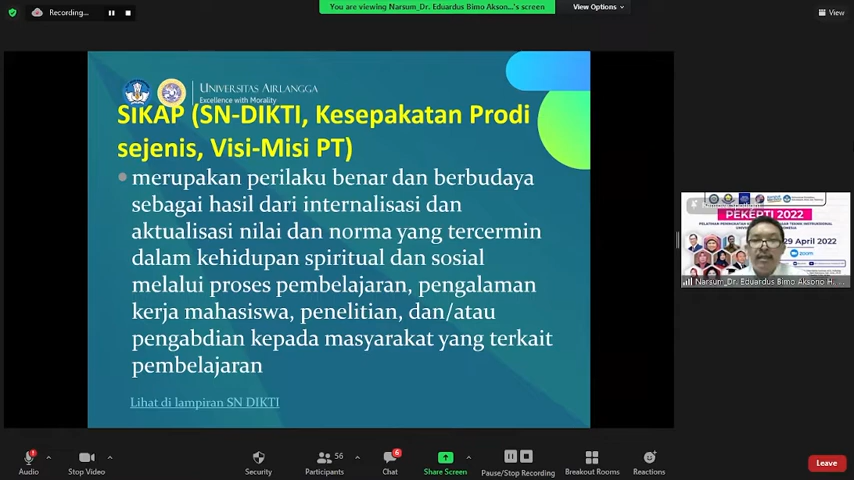 Recording...
You are viewing Narsum_Dr. Eduardus Bimo Akson...'s screen
View Options
View
UNIVERSITAS AIRLANGGA
Excellence with Morality
SIKAP (SN-DIKTI, Kesepakatan Prodi
sejenis, Visi-Misi PT)
merupakan perilaku benar dan berbudaya
sebagai hasil dari internalisasi dan
aktualisasi nilai dan norma yang tercermin
dalam kehidupan spiritual dan sosial
melalui proses pembelajaran, pengalaman
kerja mahasiswa, penelitian, dan/atau
pengabdian kepada masyarakat yang terkait
pembelajaran
Lihat di lampiran SN DIKTI
PEKERTI 2022
29 April 2022
zoom
Narsum_Dr. Eduardus Bimo Aksono H...
Audio
Stop Video
Security
56
Participants
6
Chat
Share Screen
Pause/Stop Recording
Breakout Rooms
Reactions
Leave